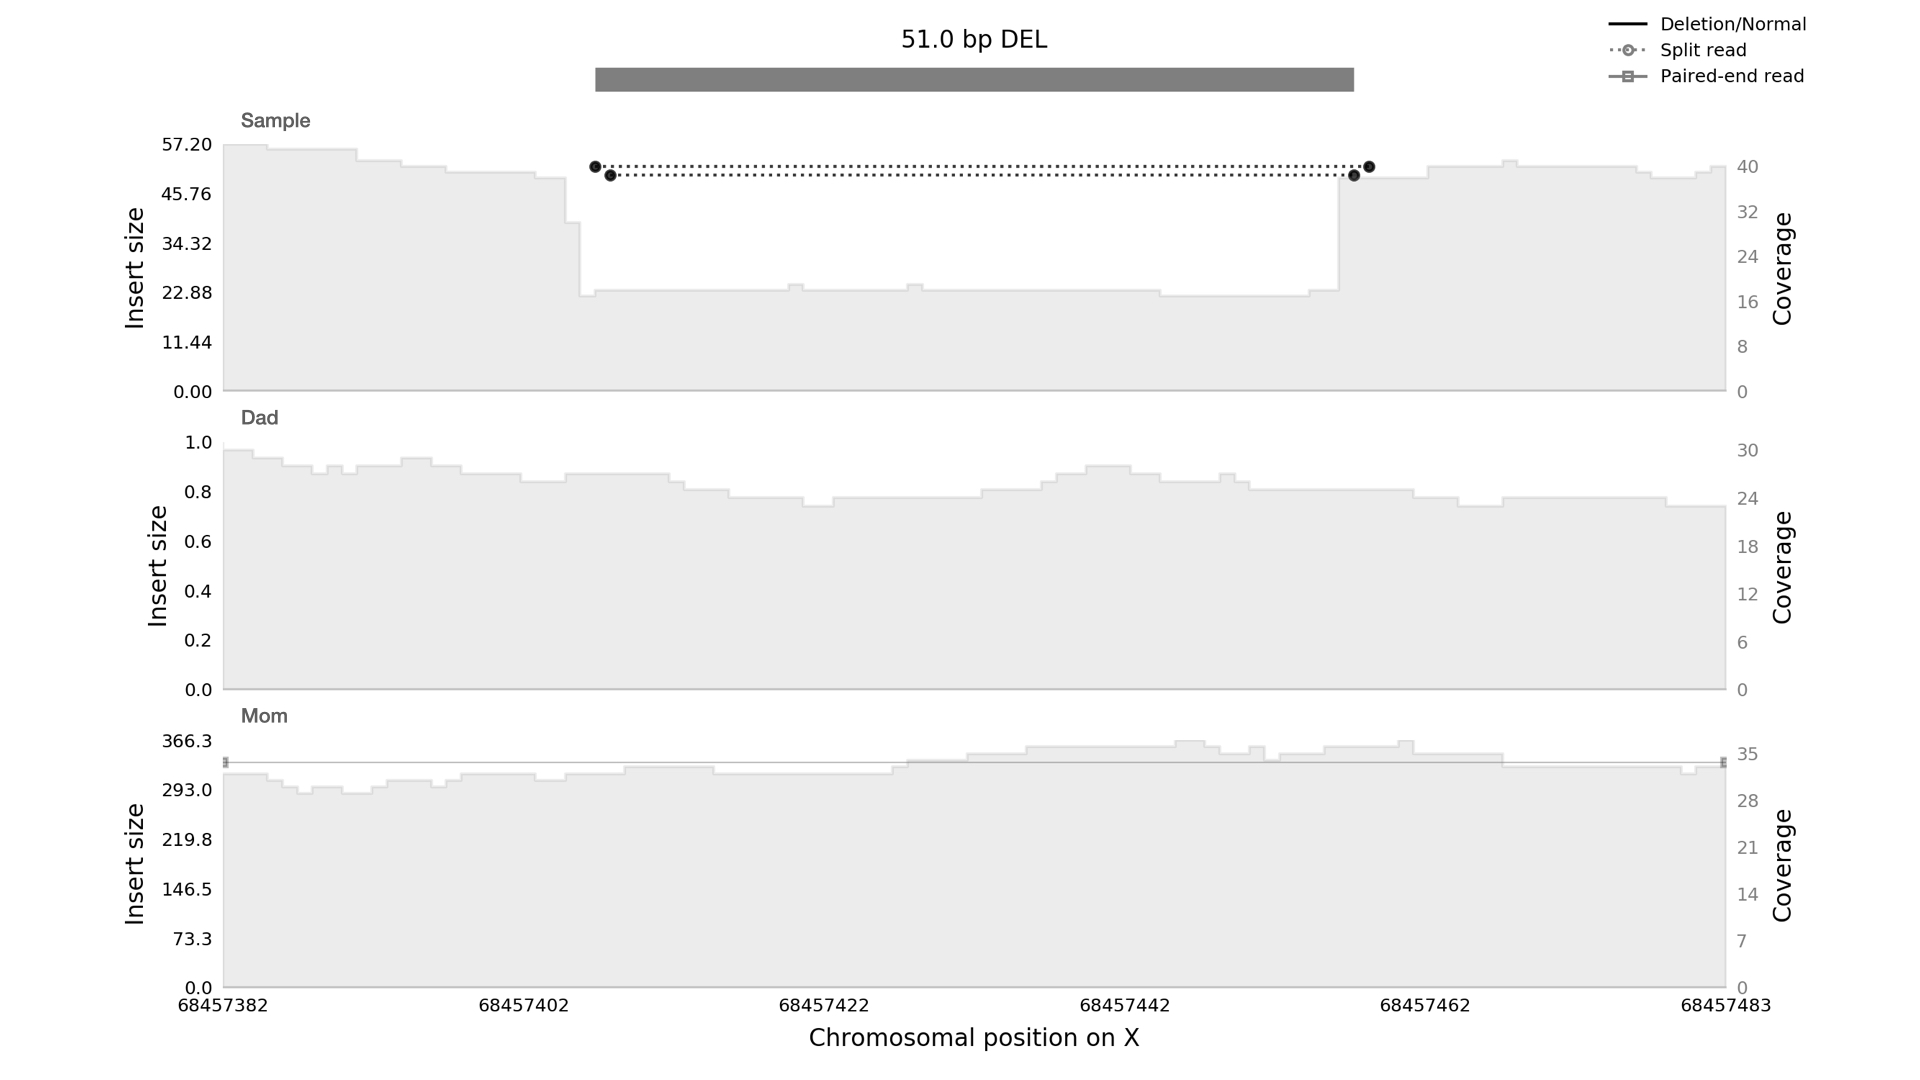 51.0 bp DEL
Deletion/Normal
Split read
Paired-end read
Sample
57.20
45.76
34.32
22.88
11.44
0.00
Insert size
40
32
24
16
8
0
Coverage
Dad
1.0
0.8
0.6
0.4
0.2
0.0
Insert size
30
24
18
12
6
0
Coverage
Mom
366.3
293.0
219.8
146.5
73.3
0.0
Insert size
35
28
21
14
7
0
Coverage
68457382 68457402 68457422 68457442 68457462 68457483
Chromosomal position on X